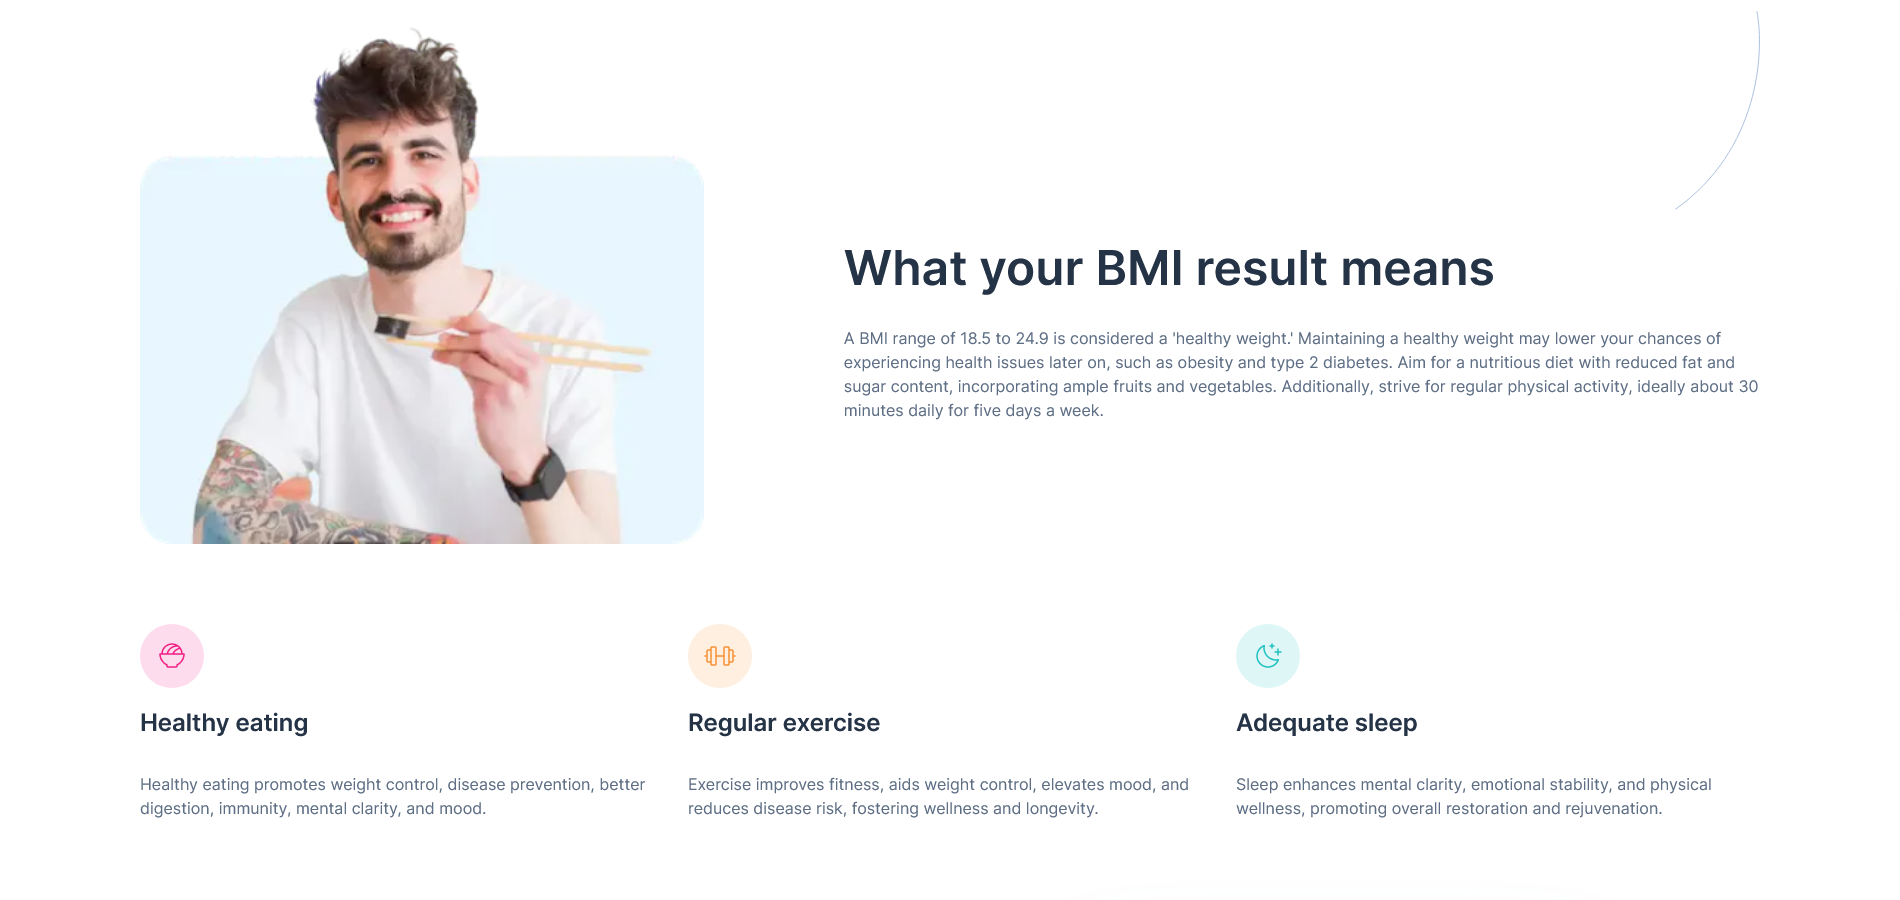 What your BMI result means
A BMI range of 18.5 to 24.9 is considered a 'healthy weight.' Maintaining a healthy weight may lower your chances of
experiencing health issues later on, such as obesity and type 2 diabetes. Aim for a nutritious diet with reduced fat and
sugar content, incorporating ample fruits and vegetables. Additionally, strive for regular physical activity, ideally about 30
minutes daily for five days a week.
Healthy eating
Healthy eating promotes weight control, disease prevention, better
digestion, immunity, mental clarity, and mood.
Regular exercise
Exercise improves fitness, aids weight control, elevates mood, and
reduces disease risk, fostering wellness and longevity.
Adequate sleep
Sleep enhances mental clarity, emotional stability, and physical
wellness, promoting overall restoration and rejuvenation.